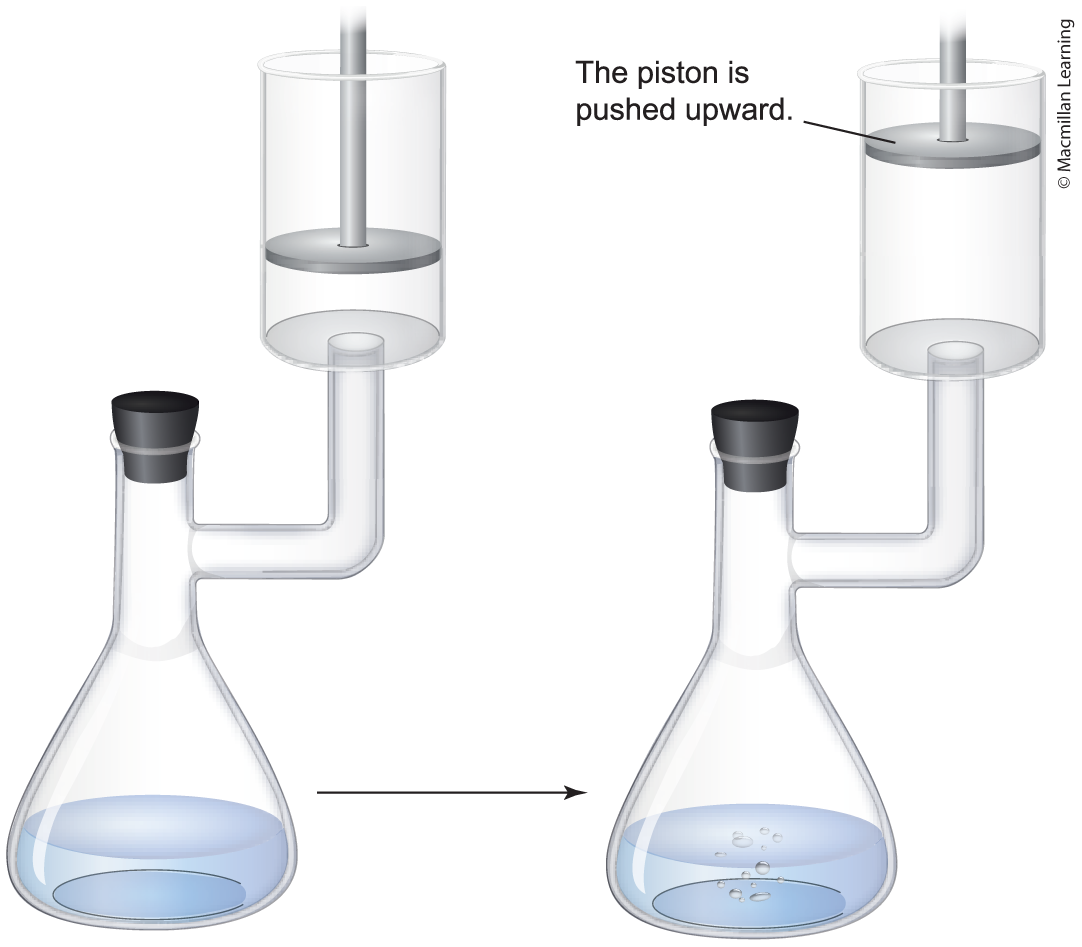 The piston is
pushed upward.
© Macmillan Learning